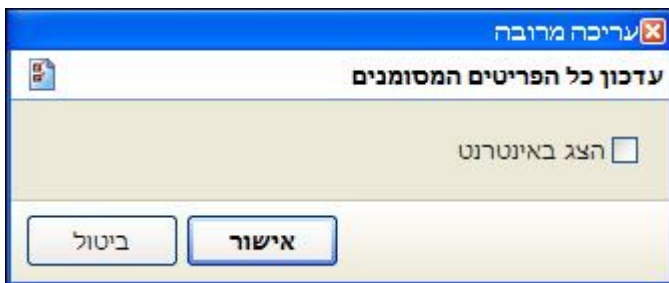 עריכה מרובה
עדכון כל הפריטים המסומנים
הצג באינטרנט
אישור
ביטול